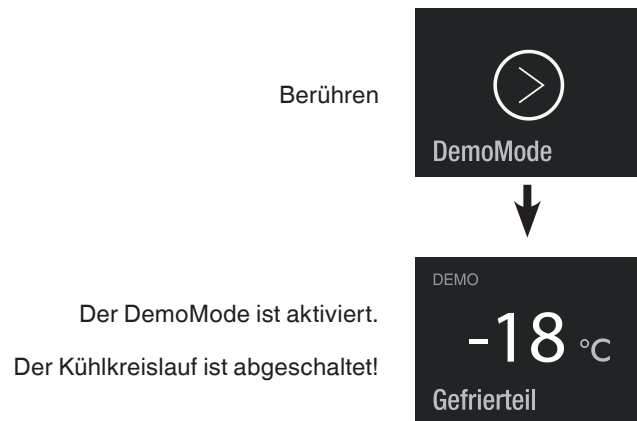 Berühren
DemoMode
DEMO
Der DemoMode ist aktiviert.
-18 °C
Der Kühlkreislauf ist abgeschaltet!
Gefrierteil